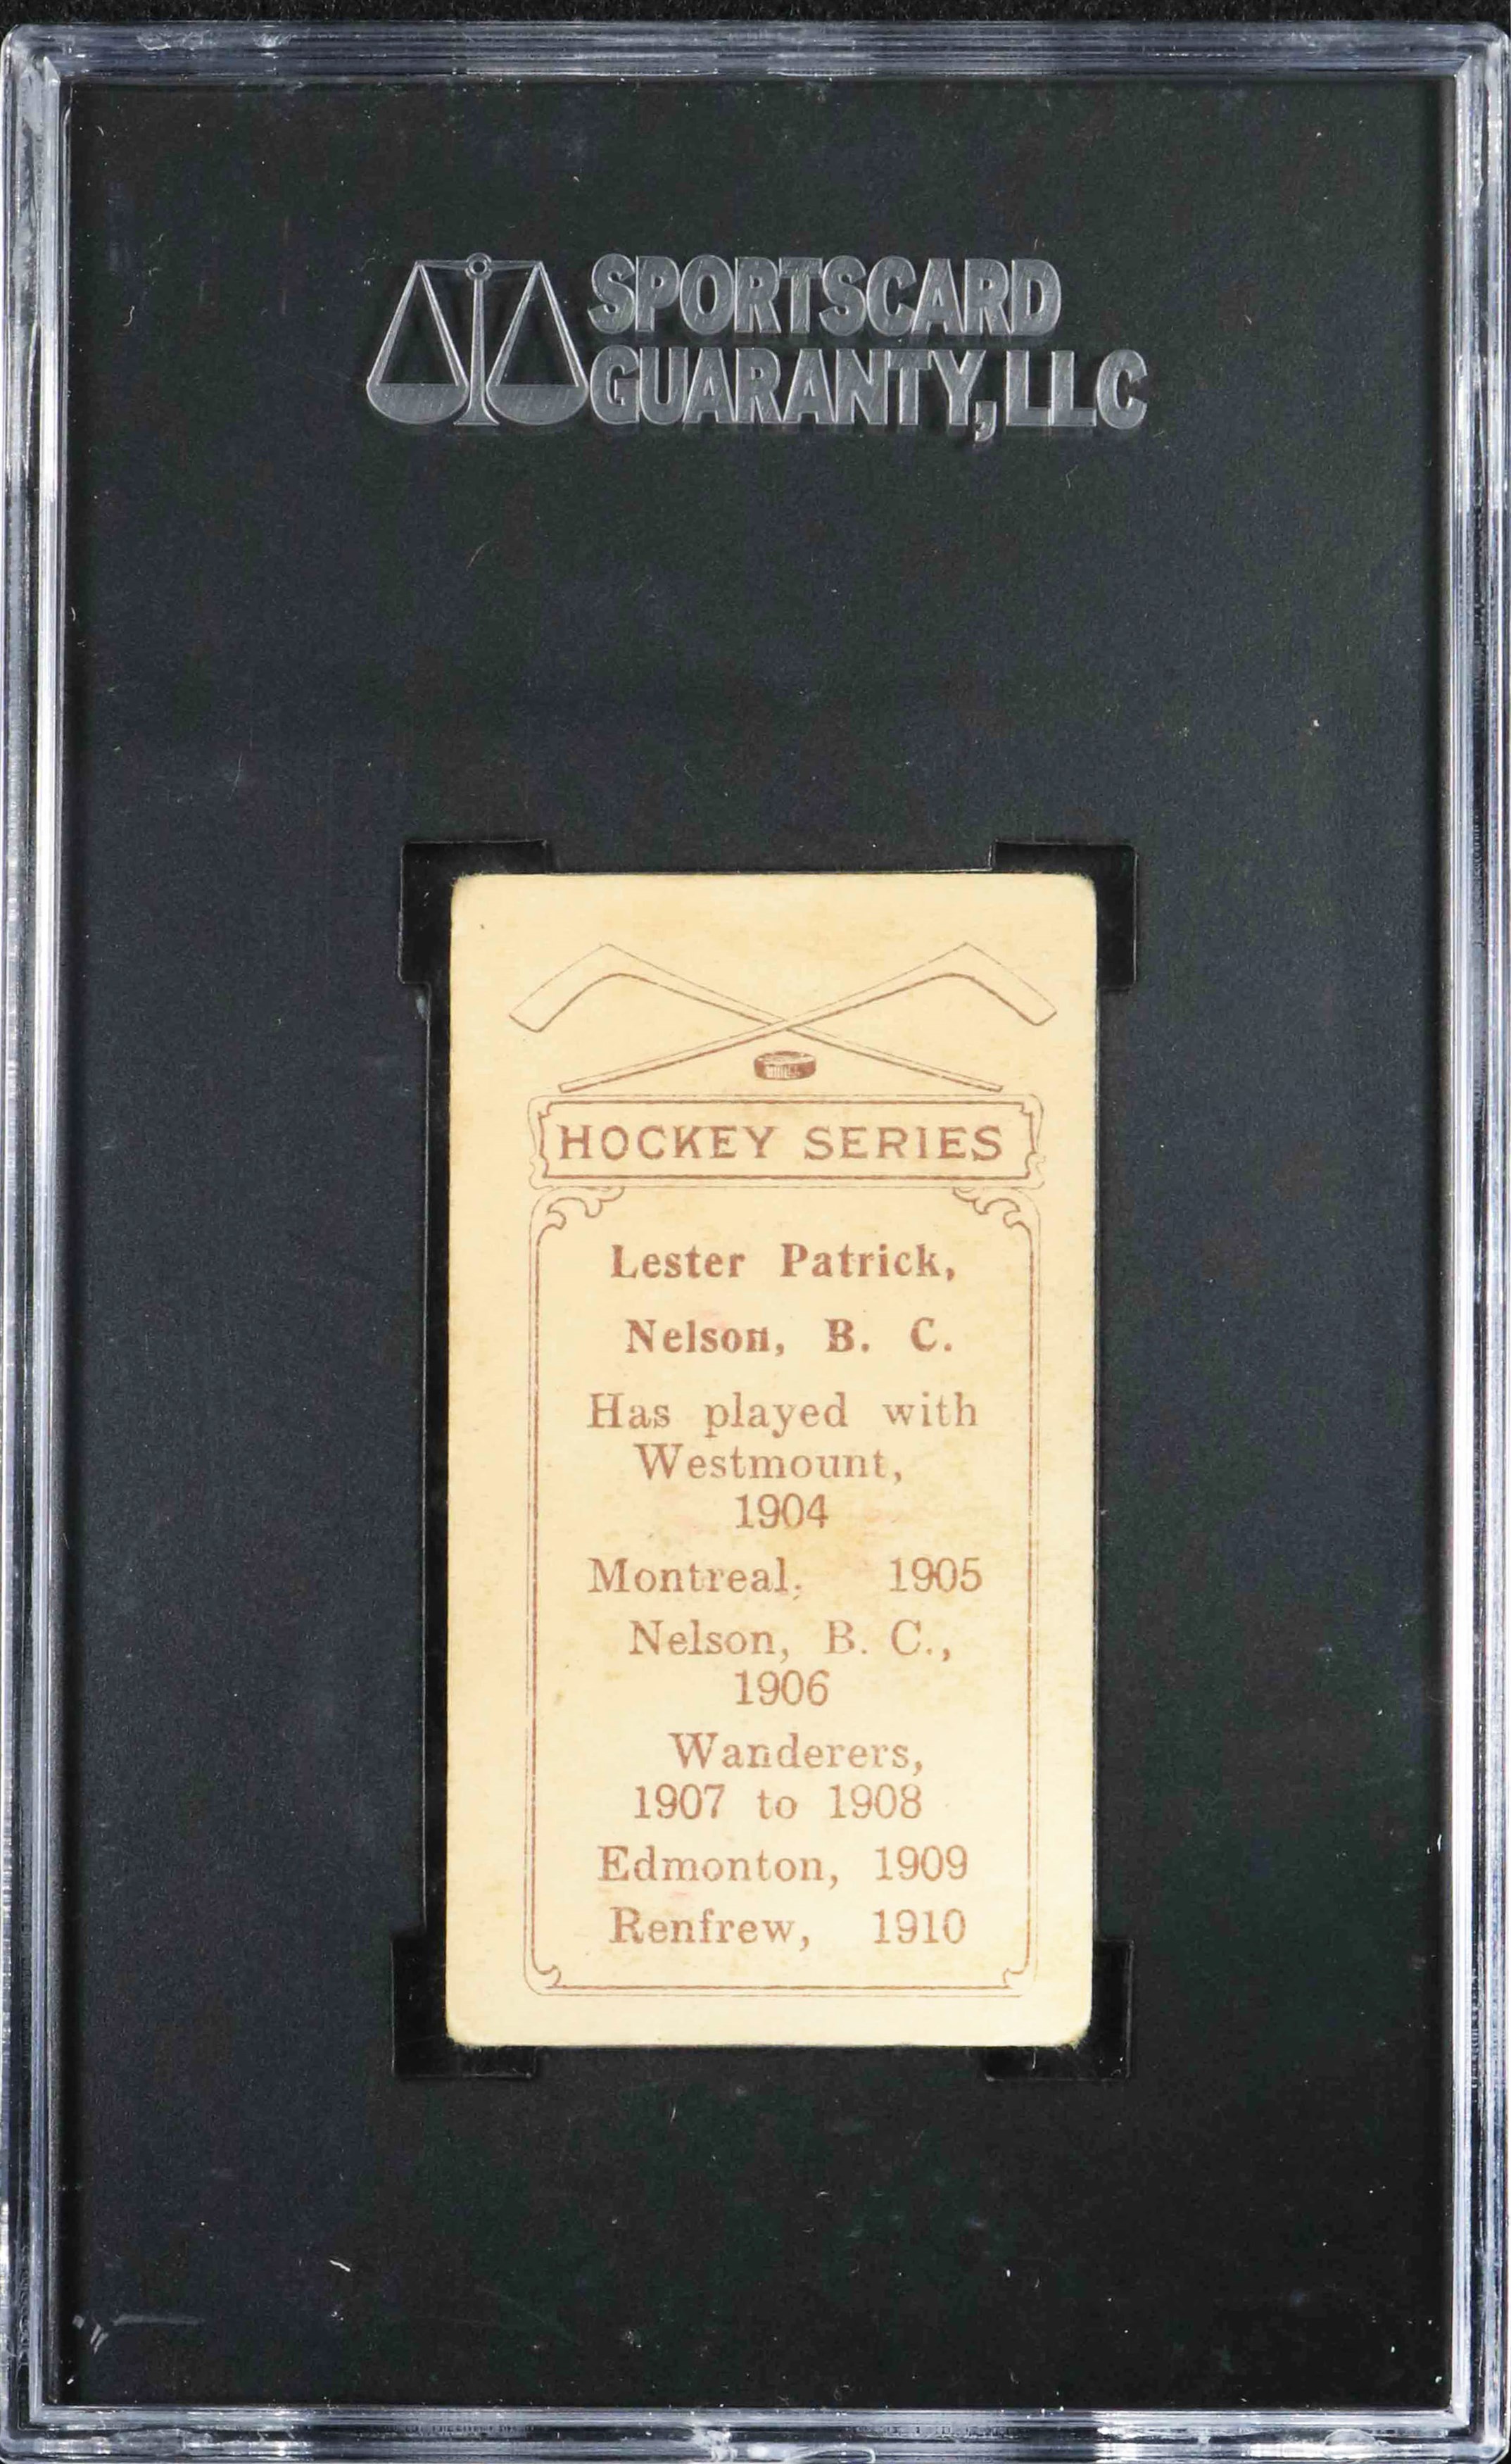 SPORTSCARD
GUARANTY, LLC
HOCKEY SERIES
Lester Patrick,
Nelson, B. C.
Has played with
Westmount,
1904
Montreal, 1905
Nelson, B. C.,
1906
Wanderers,
1907 to 1908
Edmonton, 1909
Renfrew, 1910